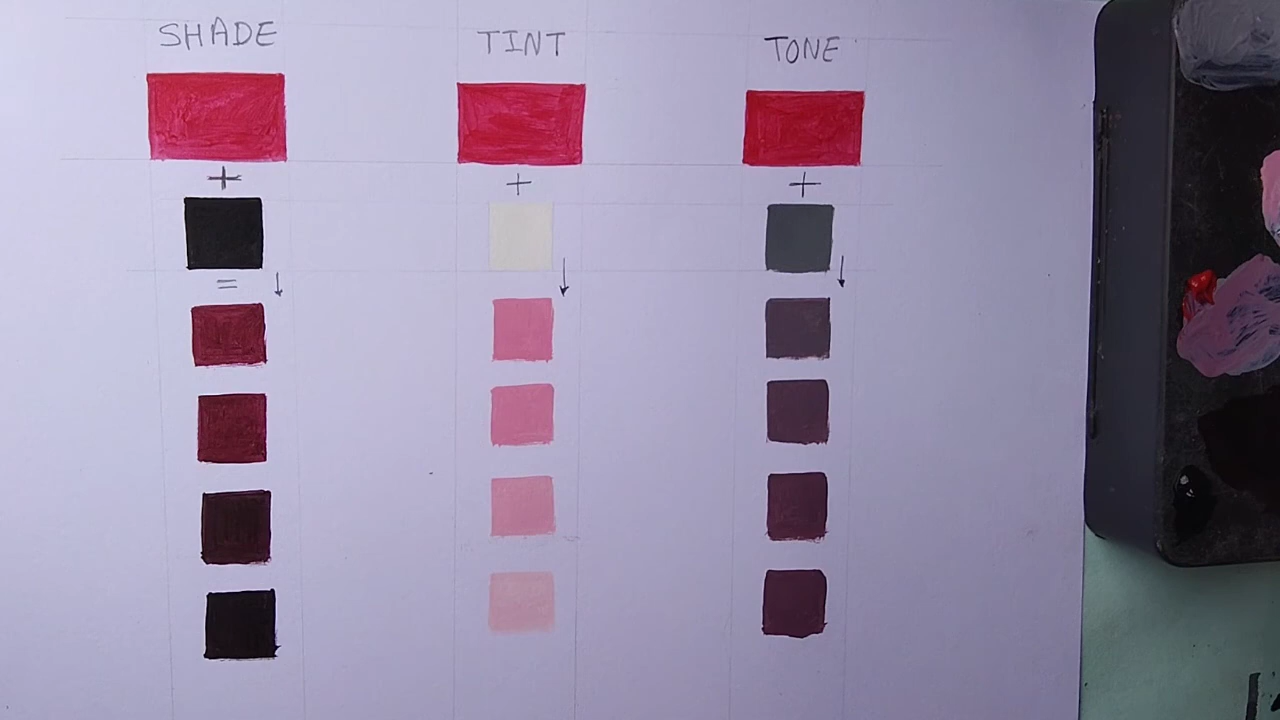 SHADE
TINT
TONE
+
+
+
=